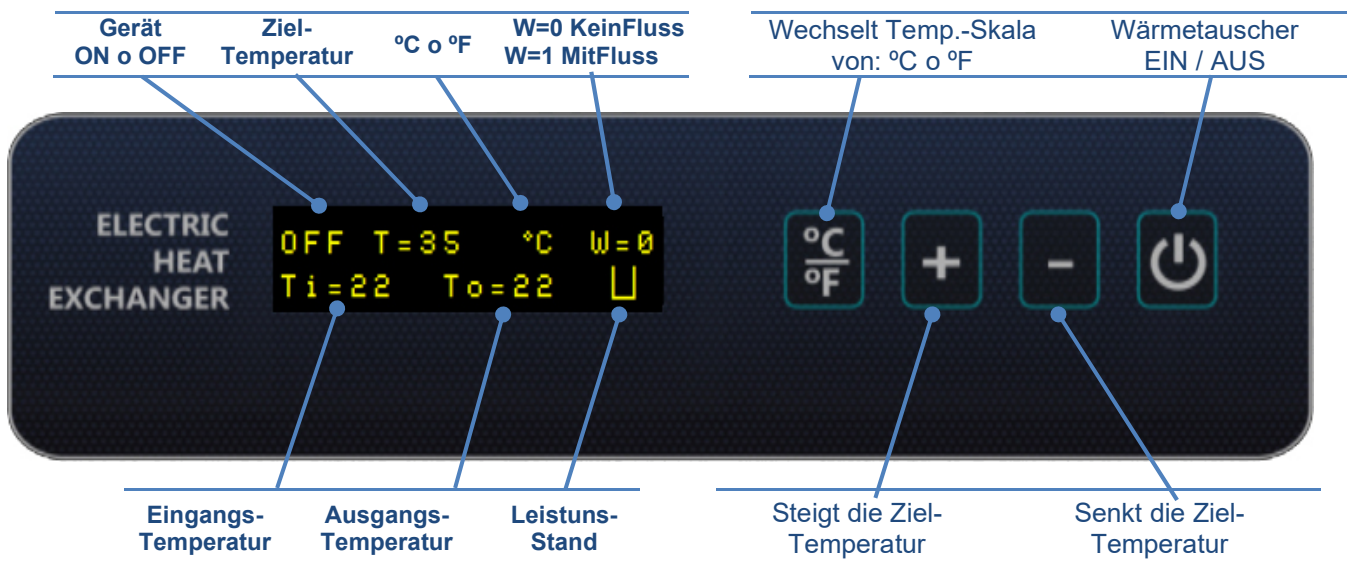 Gerät
ON o OFF
Ziel-
Temperatur
ºC o ºF
W=0 KeinFluss
W=1 MitFluss
Wechselt Temp.-Skala
von: ºC o ºF
Wärmetauscher
EIN / AUS
ELECTRIC
HEAT
EXCHANGER
OFF T=35 °C W=0
Ti=22 To=22
ºC
ºF
+
-
Eingangs-
Temperatur
Ausgangs-
Temperatur
Leistuns-
Stand
Steigt die Ziel-
Temperatur
Senkt die Ziel-
Temperatur